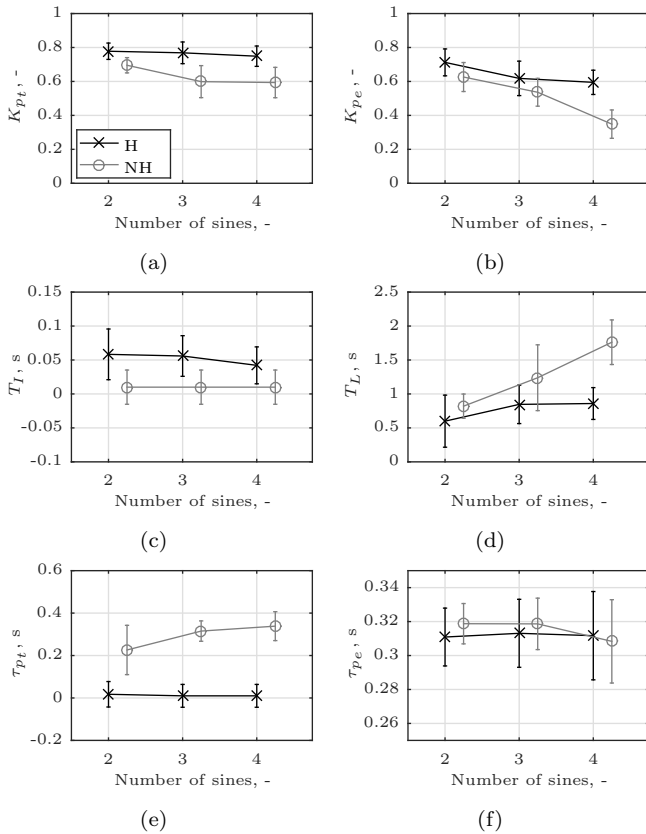 1
0.8
0.6
0.4
0.2
0
K_{p_t}, -
H
NH
2 3 4
Number of sines, -
(a)
1
0.8
0.6
0.4
0.2
0
K_{p_e}, -
2 3 4
Number of sines, -
(b)
0.15
0.1
0.05
0
-0.05
-0.1
T_I, s
2 3 4
Number of sines, -
(c)
2.5
2
1.5
1
0.5
0
T_L, s
2 3 4
Number of sines, -
(d)
0.6
0.4
0.2
0
-0.2
τ_{p_t}, s
2 3 4
Number of sines, -
(e)
0.34
0.32
0.3
0.28
0.26
τ_{p_e}, s
2 3 4
Number of sines, -
(f)